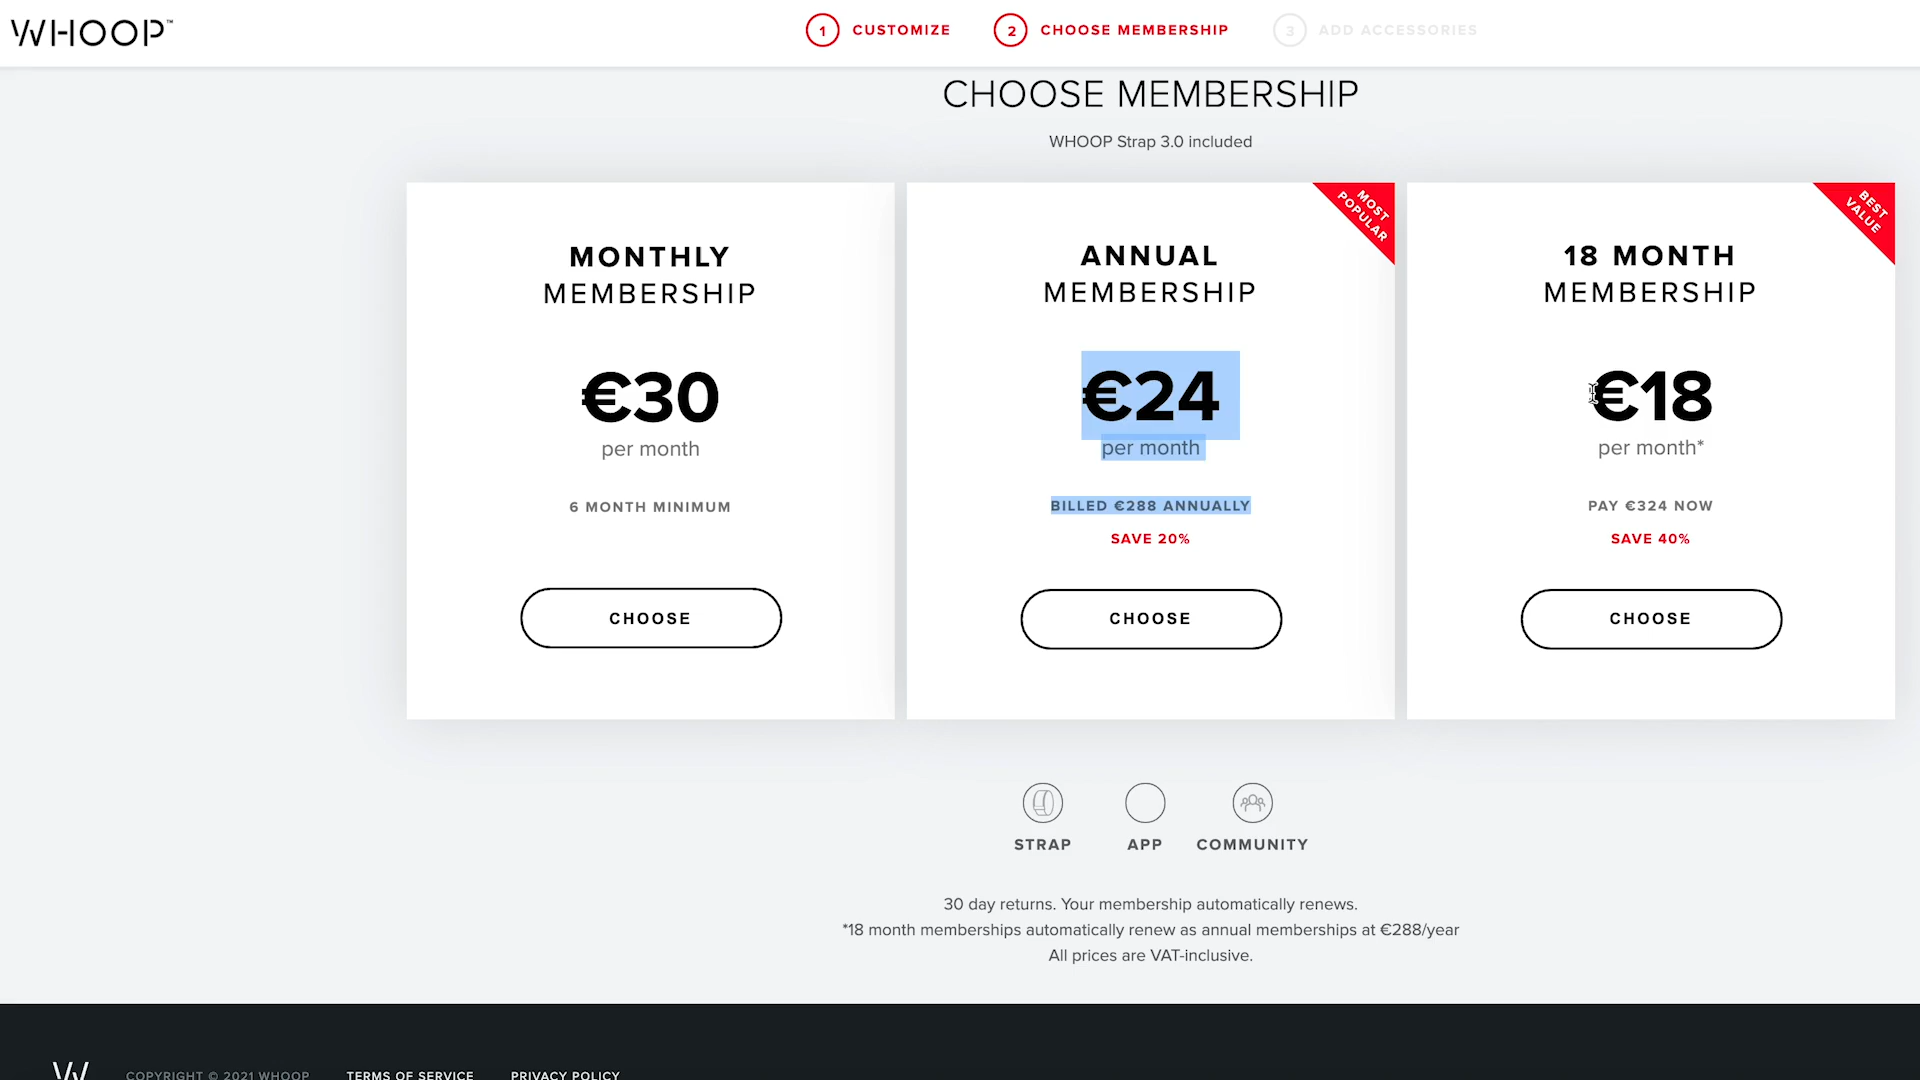 WHOOP™
1 CUSTOMIZE
2 CHOOSE MEMBERSHIP
3 ADD ACCESSORIES
CHOOSE MEMBERSHIP
WHOOP Strap 3.0 included
MONTHLY
MEMBERSHIP
€30
per month
6 MONTH MINIMUM
CHOOSE
MOST
POPULAR
ANNUAL
MEMBERSHIP
€24
per month
BILLED €288 ANNUALLY
SAVE 20%
CHOOSE
BEST
VALUE
18 MONTH
MEMBERSHIP
€18
per month*
PAY €324 NOW
SAVE 40%
CHOOSE
STRAP
APP
COMMUNITY
30 day returns. Your membership automatically renews.
*18 month memberships automatically renew as annual memberships at €288/year
All prices are VAT-inclusive.
W COPYRIGHT © 2021 WHOOP TERMS OF SERVICE PRIVACY POLICY